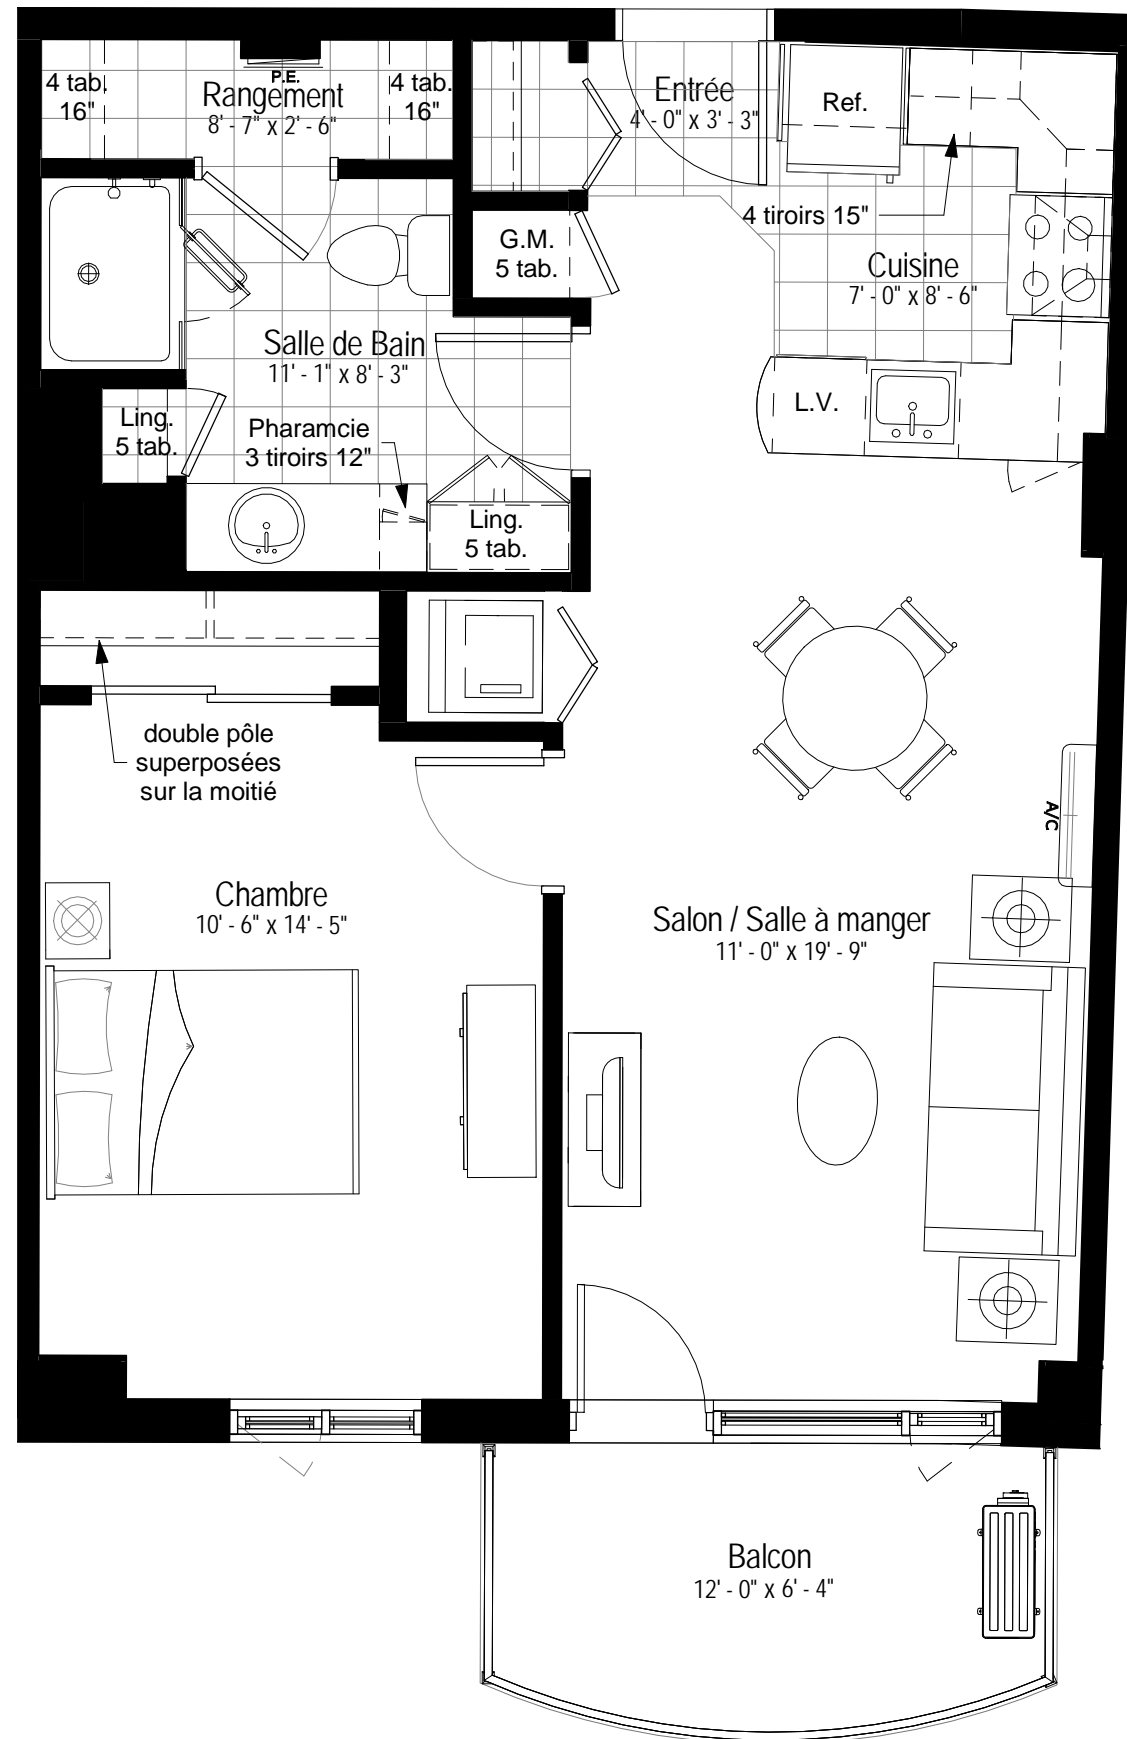 P.E.
4 tab.
16"
Rangement
8' - 7" x 2' - 6"
4 tab.
16"
Entrée
4' - 0" x 3' - 3"
Ref.
4 tiroirs 15"
G.M.
5 tab.
Cuisine
7' - 0" x 8' - 6"
Salle de Bain
11' - 1" x 8' - 3"
Ling.
5 tab.
Pharamcie
3 tiroirs 12"
L.V.
Ling.
5 tab.
double pôle
superposées
sur la moitié
A/C
Chambre
10' - 6" x 14' - 5"
Salon / Salle à manger
11' - 0" x 19' - 9"
Balcon
12' - 0" x 6' - 4"